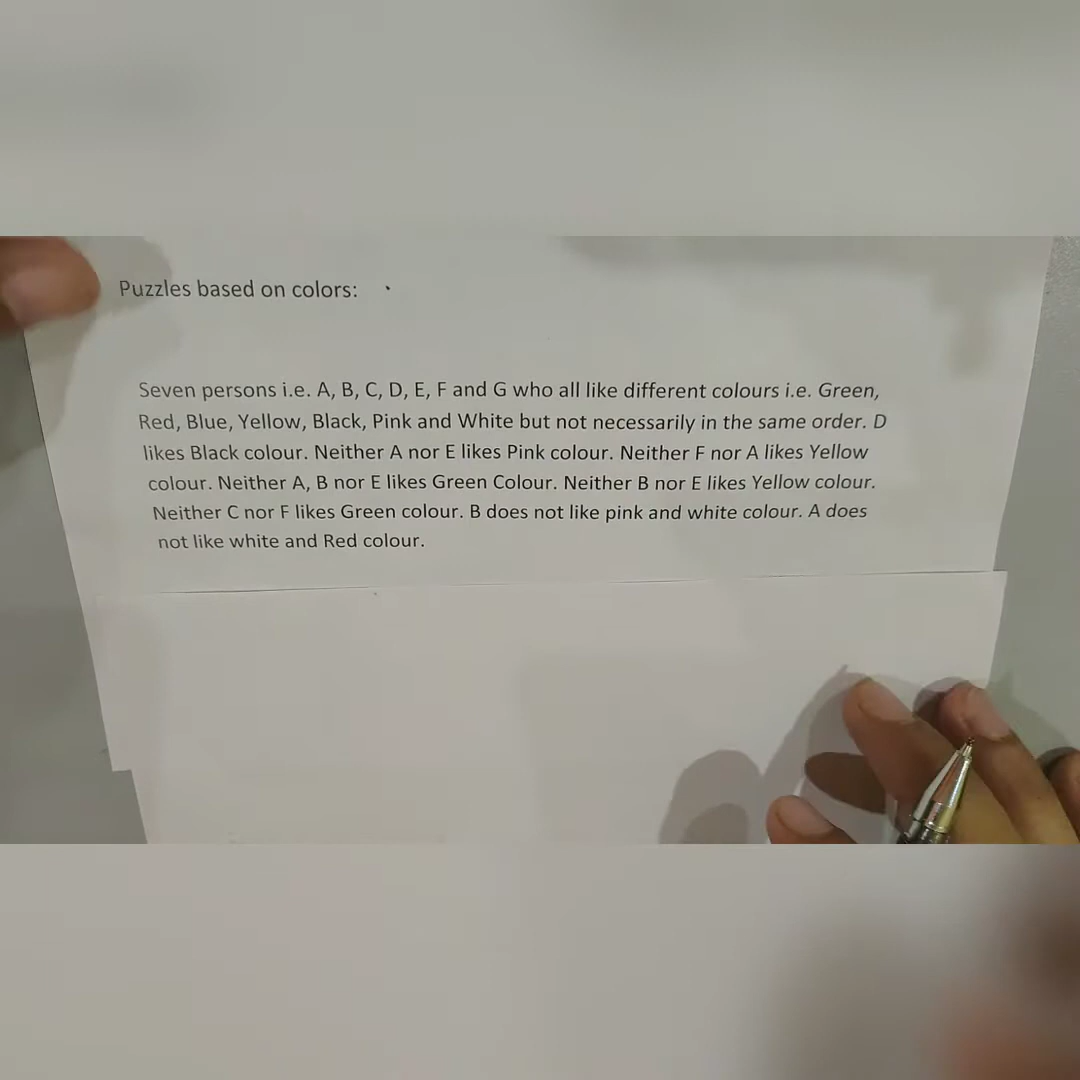 Puzzles based on colors:
Seven persons i.e. A, B, C, D, E, F and G who all like different colours i.e. Green,
Red, Blue, Yellow, Black, Pink and White but not necessarily in the same order. D
likes Black colour. Neither A nor E likes Pink colour. Neither F nor A likes Yellow
colour. Neither A, B nor E likes Green Colour. Neither B nor E likes Yellow colour.
Neither C nor F likes Green colour. B does not like pink and white colour. A does
not like white and Red colour.